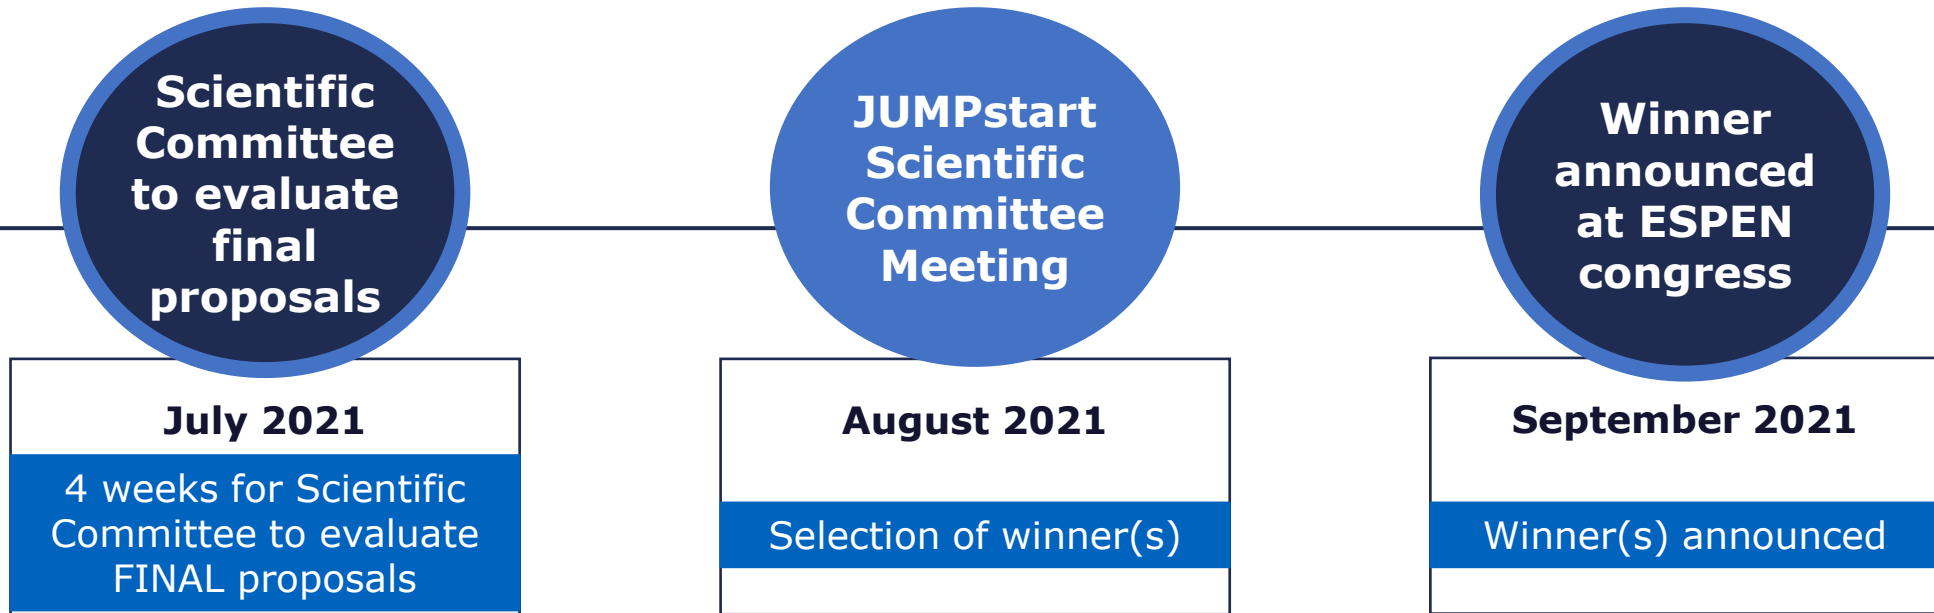 Scientific
Committee
to evaluate
final
proposals
July 2021
4 weeks for Scientific
Committee to evaluate
FINAL proposals
JUMPstart
Scientific
Committee
Meeting
August 2021
Selection of winner(s)
Winner
announced
at ESPEN
congress
September 2021
Winner(s) announced